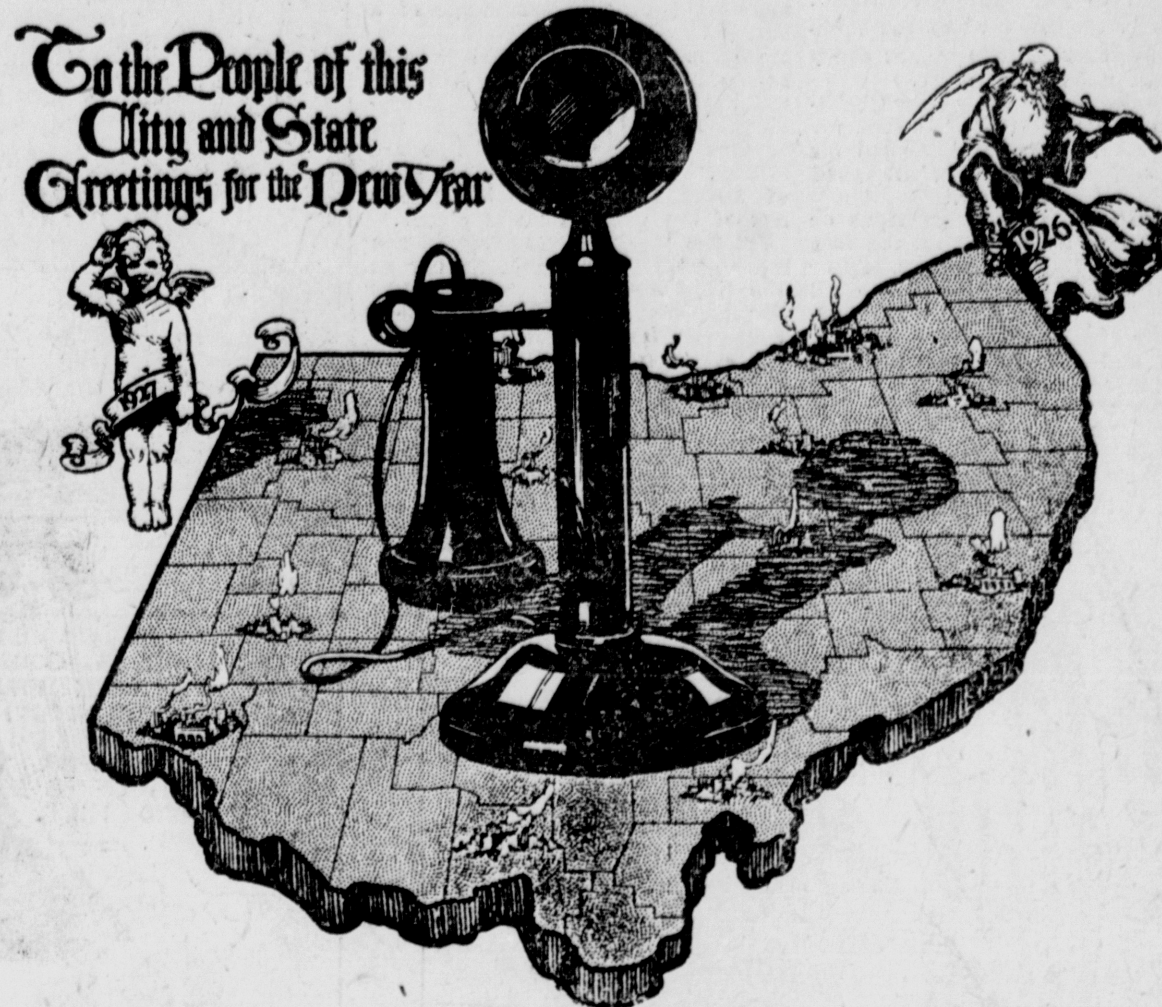 To the People of this
City and State
Greetings for the New Year
1926
1927